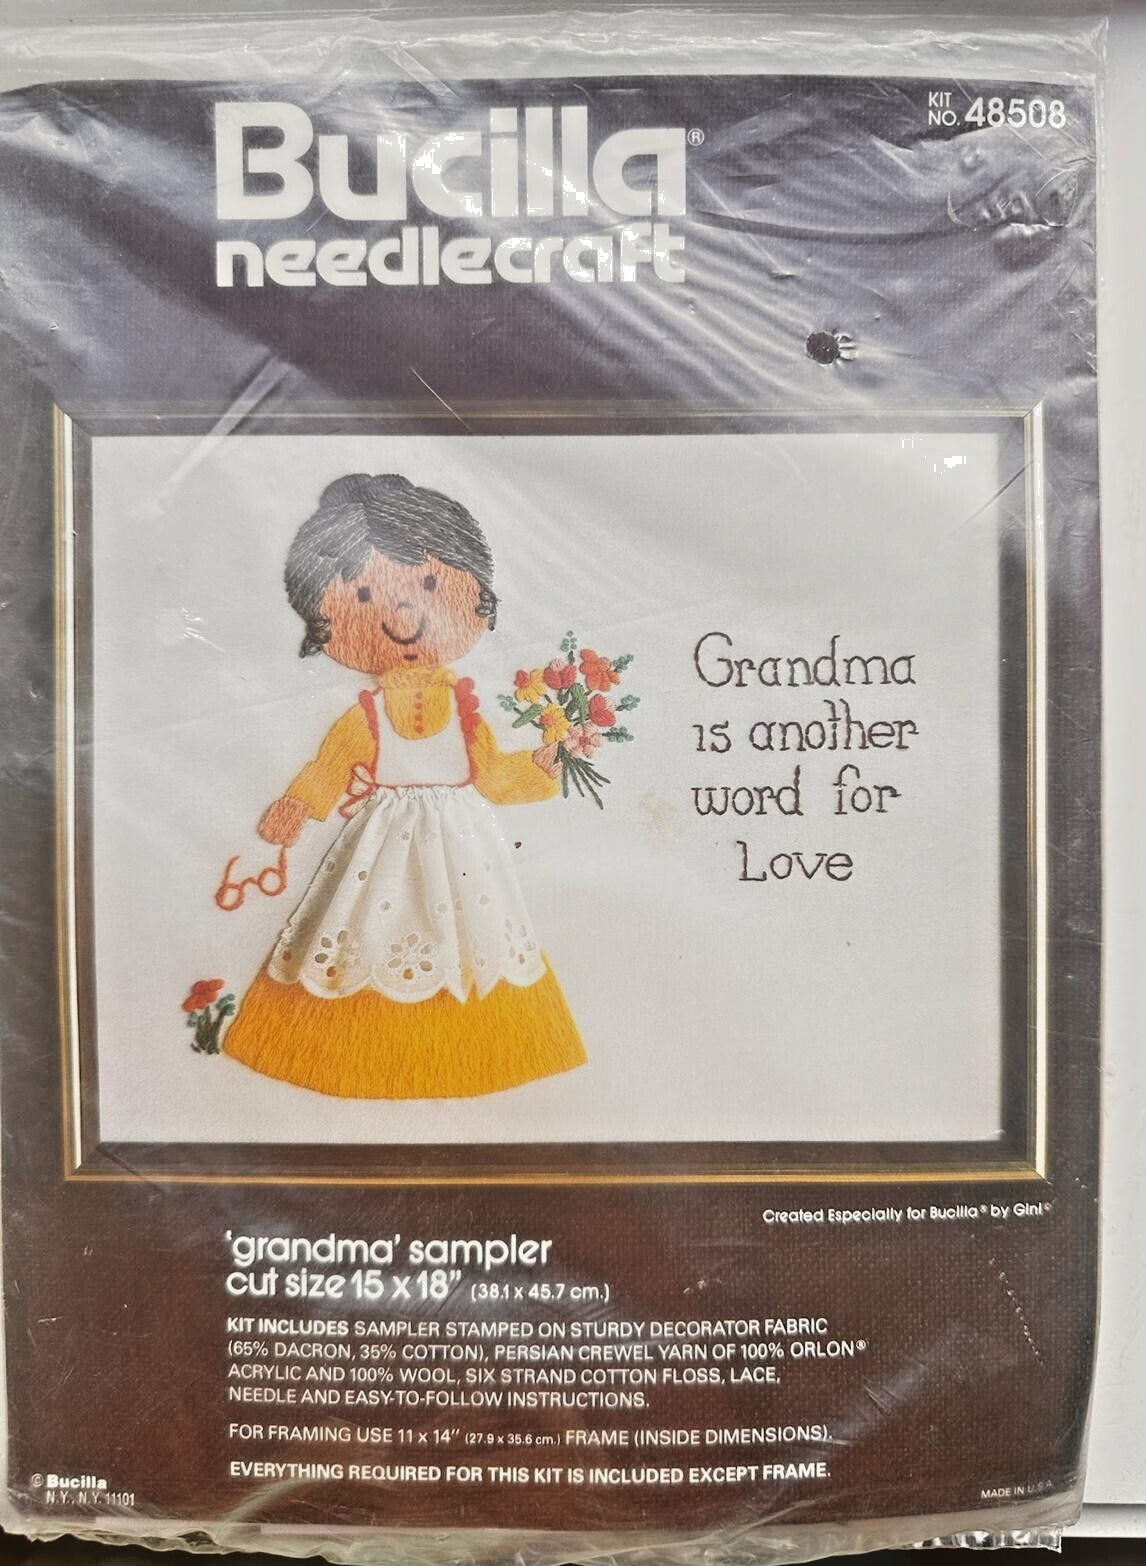 Bucilla®
needlecraft
KIT
NO. 48508
Grandma
is another
word for
Love
Created Especially for Bucilla® by Gini©
'grandma' sampler
cut size 15 x 18" (38.1 x 45.7 cm.)
KIT INCLUDES SAMPLER STAMPED ON STURDY DECORATOR FABRIC
(65% DACRON, 35% COTTON), PERSIAN CREWEL YARN OF 100% ORLON®
ACRYLIC AND 100% WOOL, SIX STRAND COTTON FLOSS, LACE,
NEEDLE AND EASY-TO-FOLLOW INSTRUCTIONS.
FOR FRAMING USE 11 x 14" (27.9 x 35.6 cm.) FRAME (INSIDE DIMENSIONS).
EVERYTHING REQUIRED FOR THIS KIT IS INCLUDED EXCEPT FRAME.
© Bucilla
N.Y., N.Y. 11101
MADE IN U.S.A.